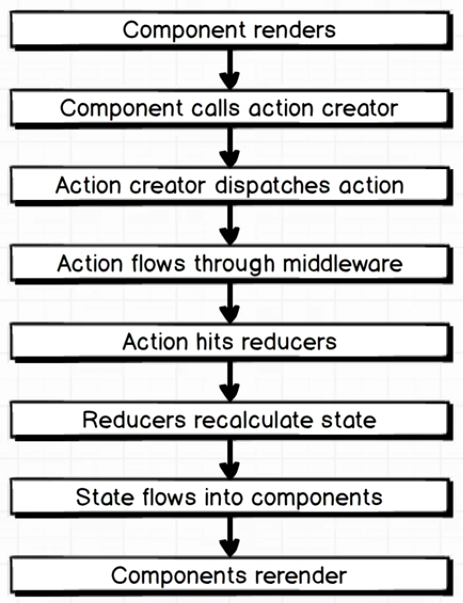 Component renders
Component calls action creator
Action creator dispatches action
Action flows through middleware
Action hits reducers
Reducers recalculate state
State flows into components
Components rerender